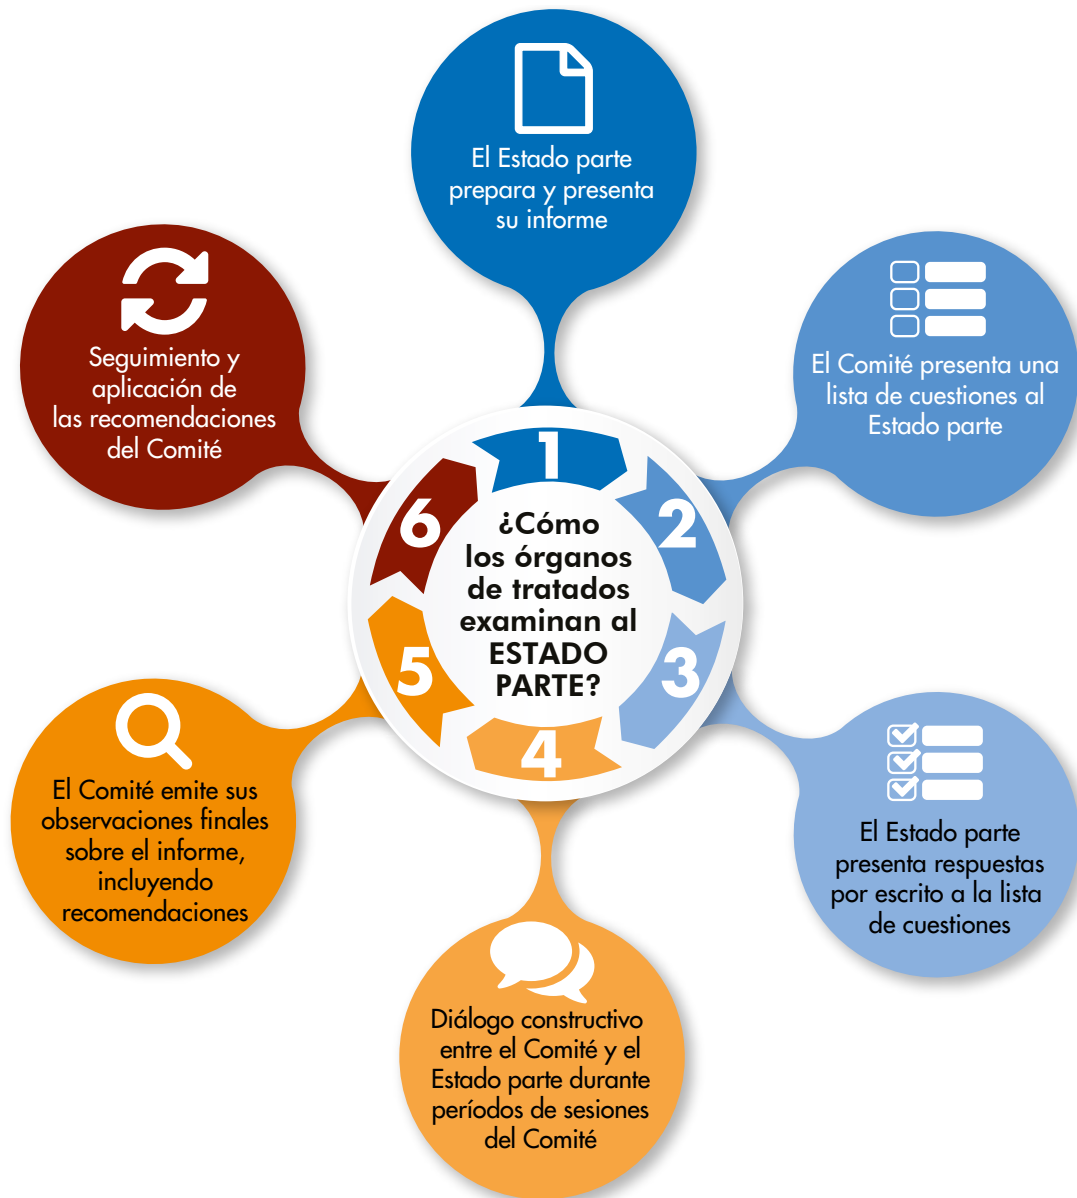 ¿Cómo
los órganos
de tratados
examinan al
ESTADO
PARTE?
1
El Estado parte
prepara y presenta
su informe
2
El Comité presenta una
lista de cuestiones al
Estado parte
3
El Estado parte
presenta respuestas
por escrito a la lista
de cuestiones
4
Diálogo constructivo
entre el Comité y el
Estado parte durante
períodos de sesiones
del Comité
5
El Comité emite sus
observaciones finales
sobre el informe,
incluyendo
recomendaciones
6
Seguimiento y
aplicación de
las recomendaciones
del Comité